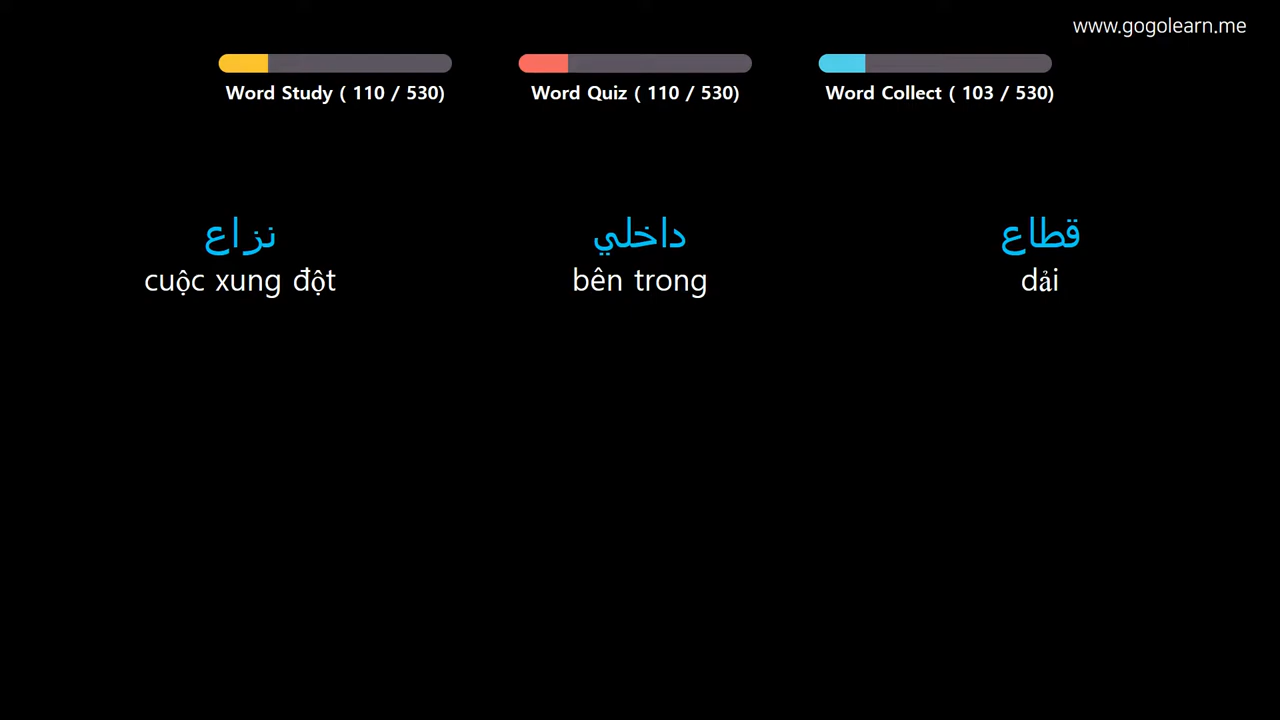 www.gogolearn.me
Word Study ( 110 / 530)
Word Quiz ( 110 / 530)
Word Collect ( 103 / 530)
نزاع
داخلي
قطاع
cuộc xung đột
bên trong
dải